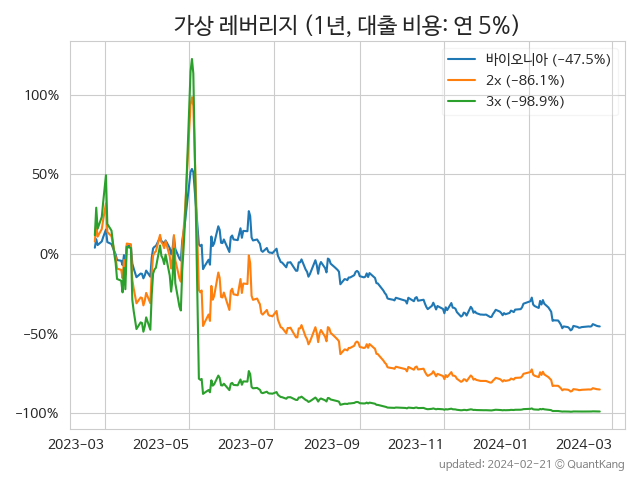 가상 레버리지 (1년, 대출 비용: 연 5%)
바이오니아 (-47.5%)
2x (-86.1%)
3x (-98.9%)
100%
50%
0%
-50%
-100%
2023-03 2023-05 2023-07 2023-09 2023-11 2024-01 2024-03
updated: 2024-02-21 © QuantKang